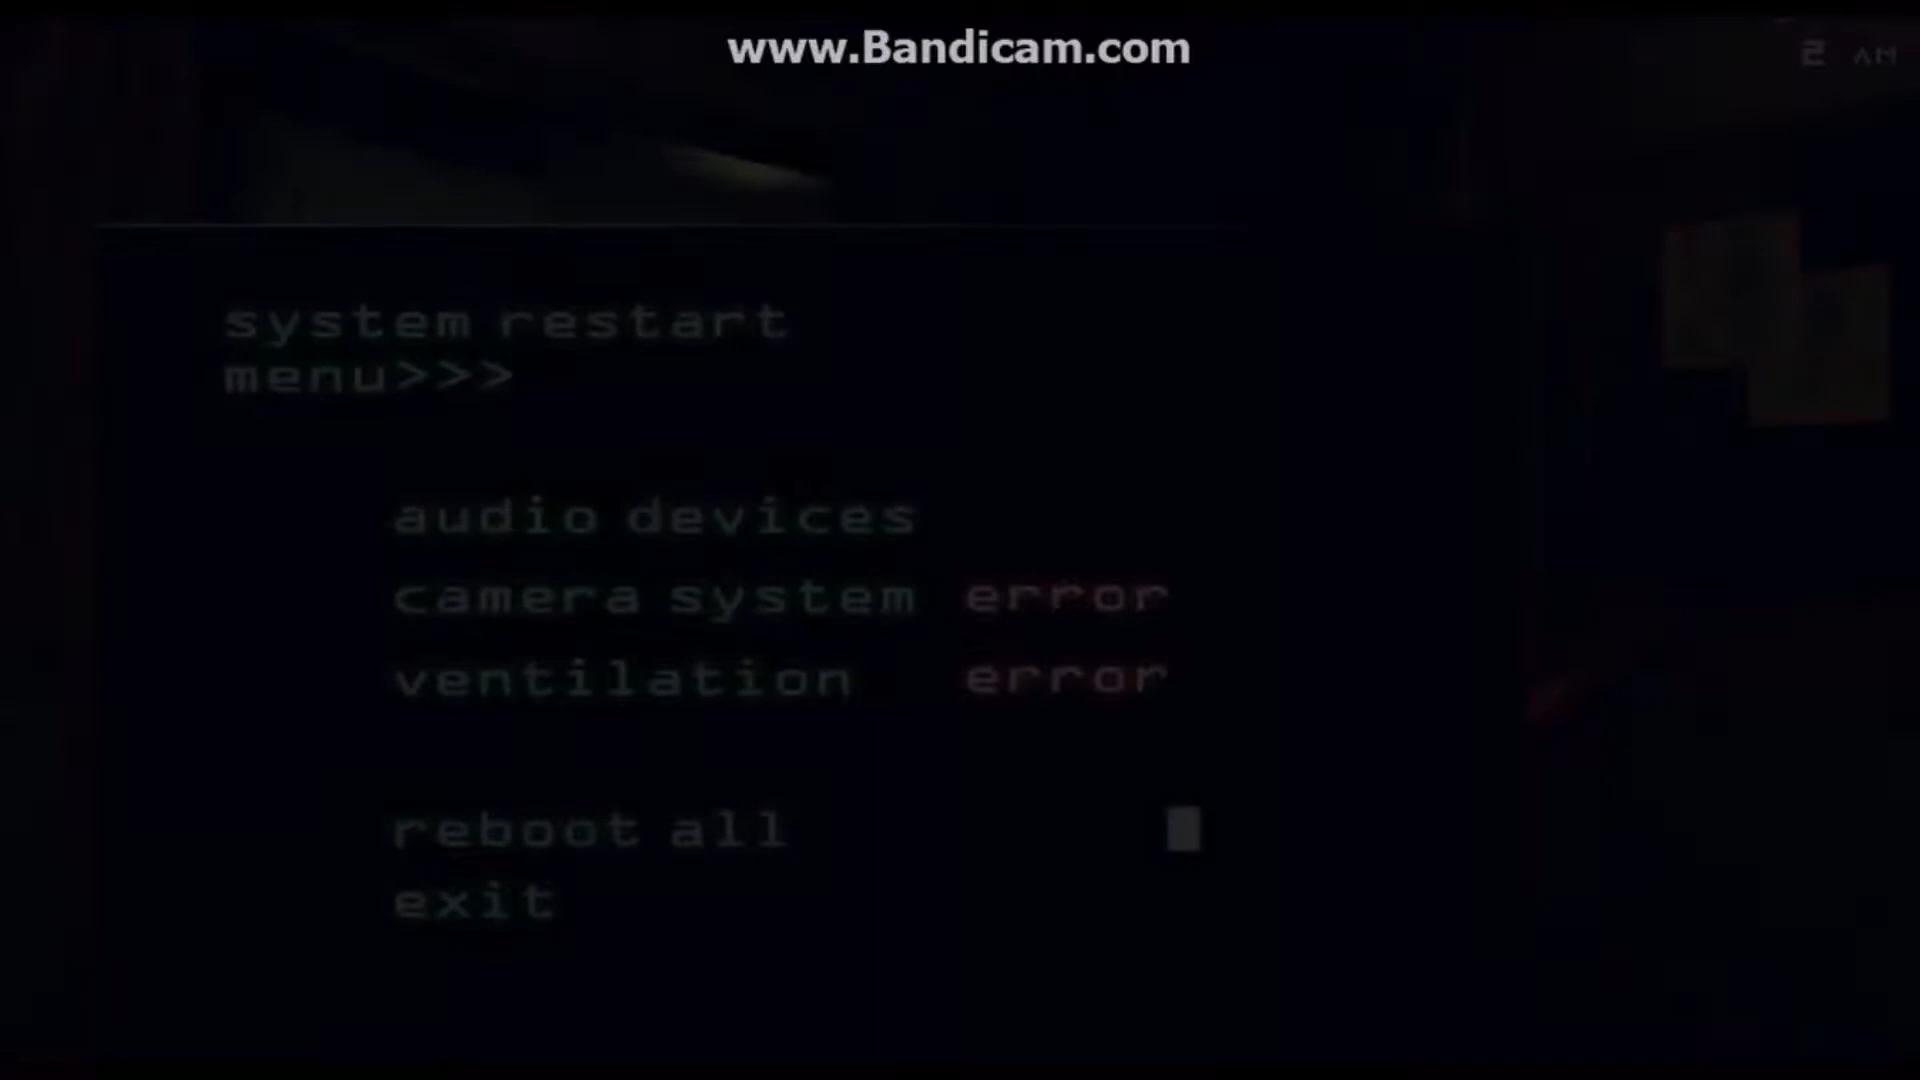 www.Bandicam.com
2 AM
system restart
menu>>>
audio devices
camera system error
ventilation error
reboot all
exit